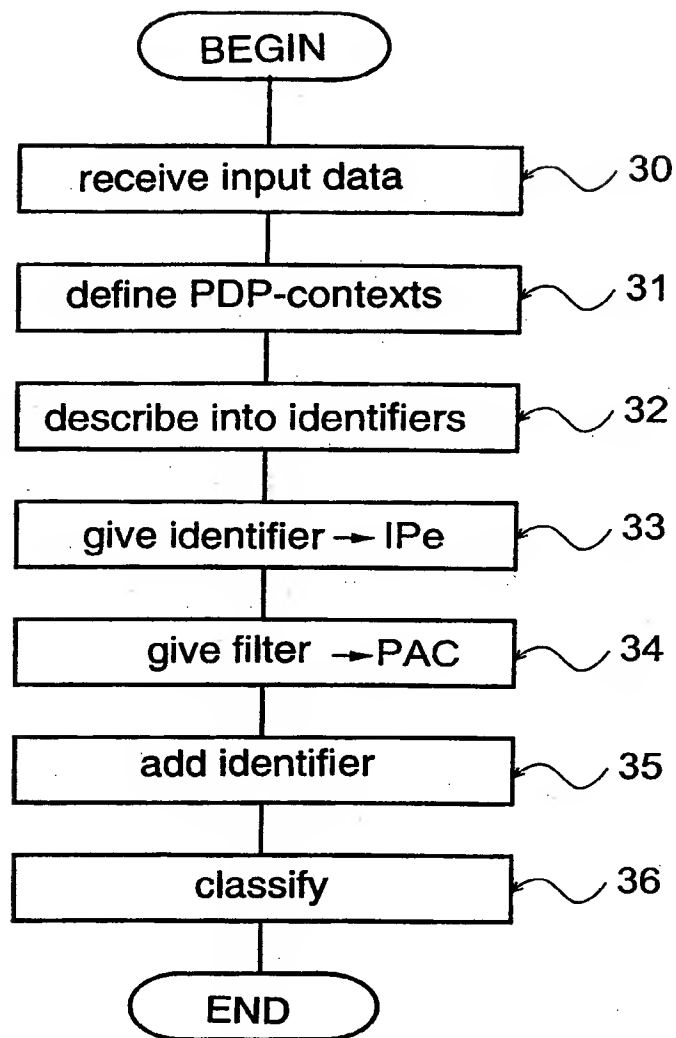 BEGIN
receive input data 30
define PDP-contexts 31
describe into identifiers 32
give identifier → IPe 33
give filter → PAC 34
add identifier 35
classify 36
END